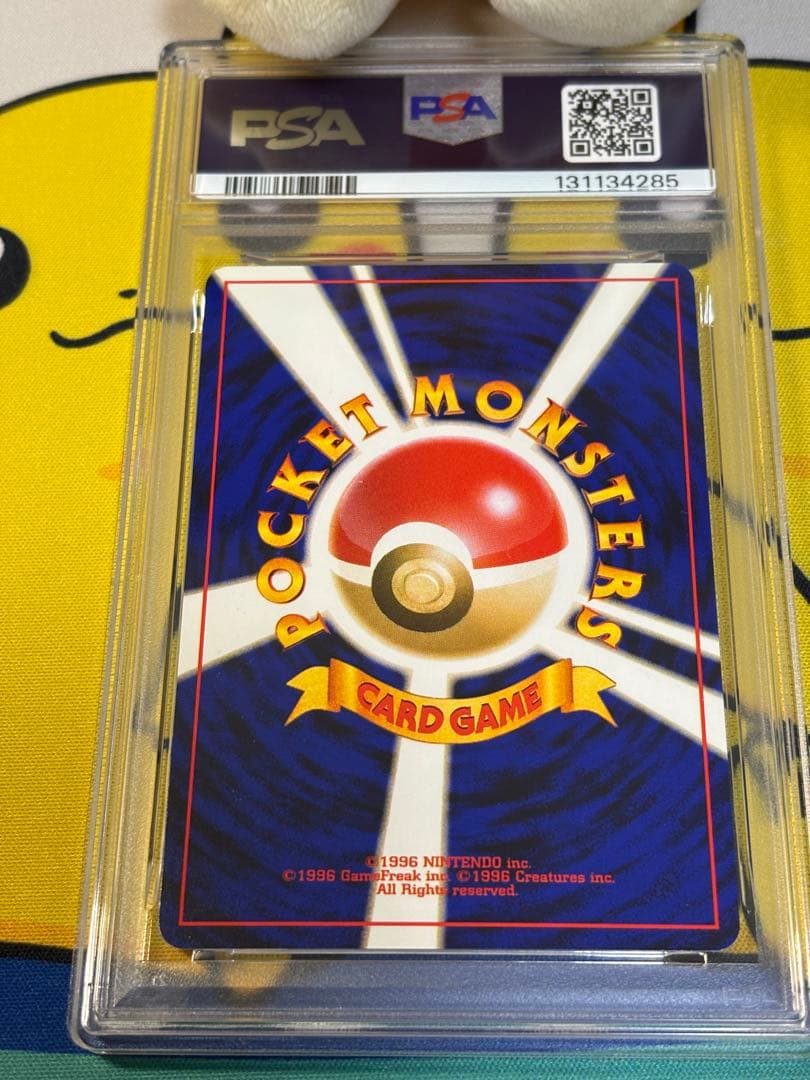 PSA
PSA
131134285
POCKET MONSTERS
CARD GAME
©1996 NINTENDO inc.
©1996 GameFreak inc. ©1996 Creatures inc.
All Rights reserved.